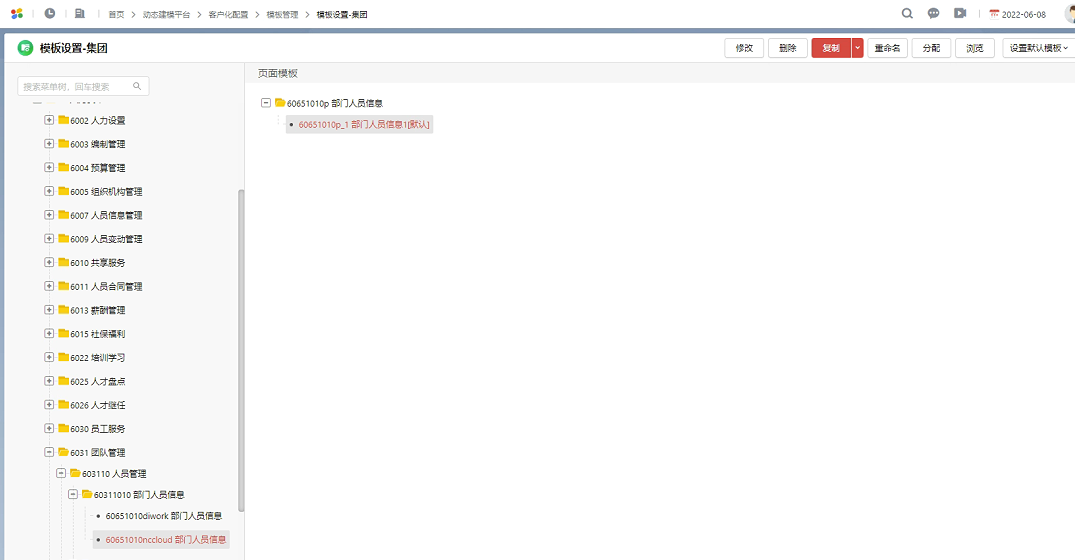 首页 > 动态建模平台 > 客户化配置 > 模板管理 > 模板设置-集团
2022-06-08
模板设置-集团
修改 删除 复制 重命名 分配 浏览 设置默认模板
搜索菜单树，回车搜索
页面模板
6002 人力设置
6003 编制管理
6004 预算管理
6005 组织机构管理
6007 人员信息管理
6009 人员变动管理
6010 共享服务
6011 人员合同管理
6013 薪酬管理
6015 社保福利
6022 培训学习
6025 人才盘点
6026 人才继任
6030 员工服务
6031 团队管理
603110 人员管理
60311010 部门人员信息
60651010diwork 部门人员信息
60651010nccloud 部门人员信息
60651010p 部门人员信息
60651010p_1 部门人员信息1[默认]